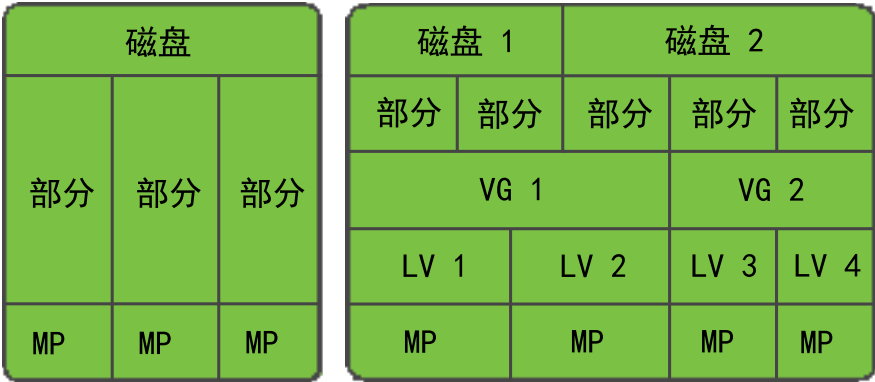 磁盘
部分 部分 部分
MP MP MP
磁盘 1 磁盘 2
部分 部分 部分 部分 部分
VG 1 VG 2
LV 1 LV 2 LV 3 LV 4
MP MP MP MP